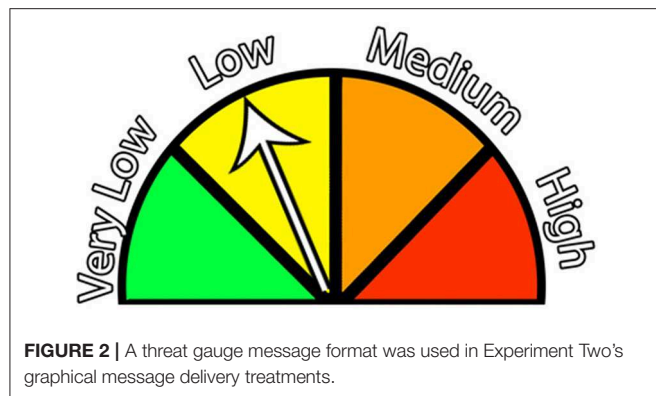 Very Low
Low
Medium
High
FIGURE 2 | A threat gauge message format was used in Experiment Two's
graphical message delivery treatments.